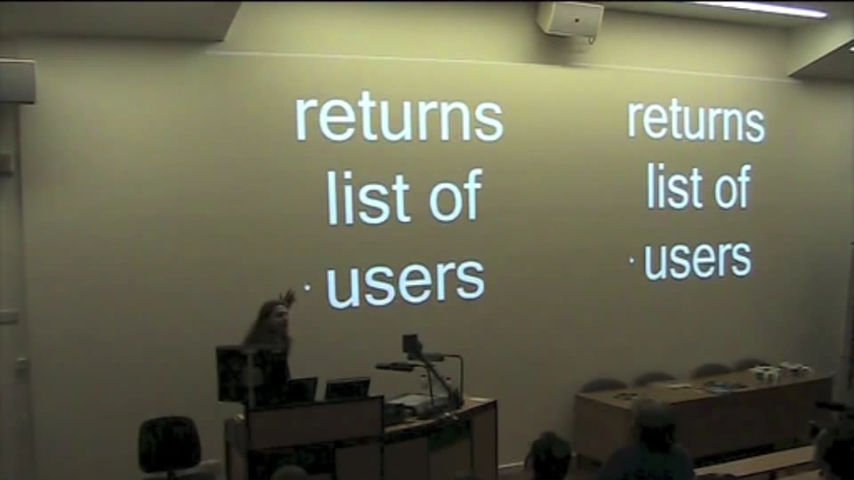 returns
list of
users
returns
list of
users